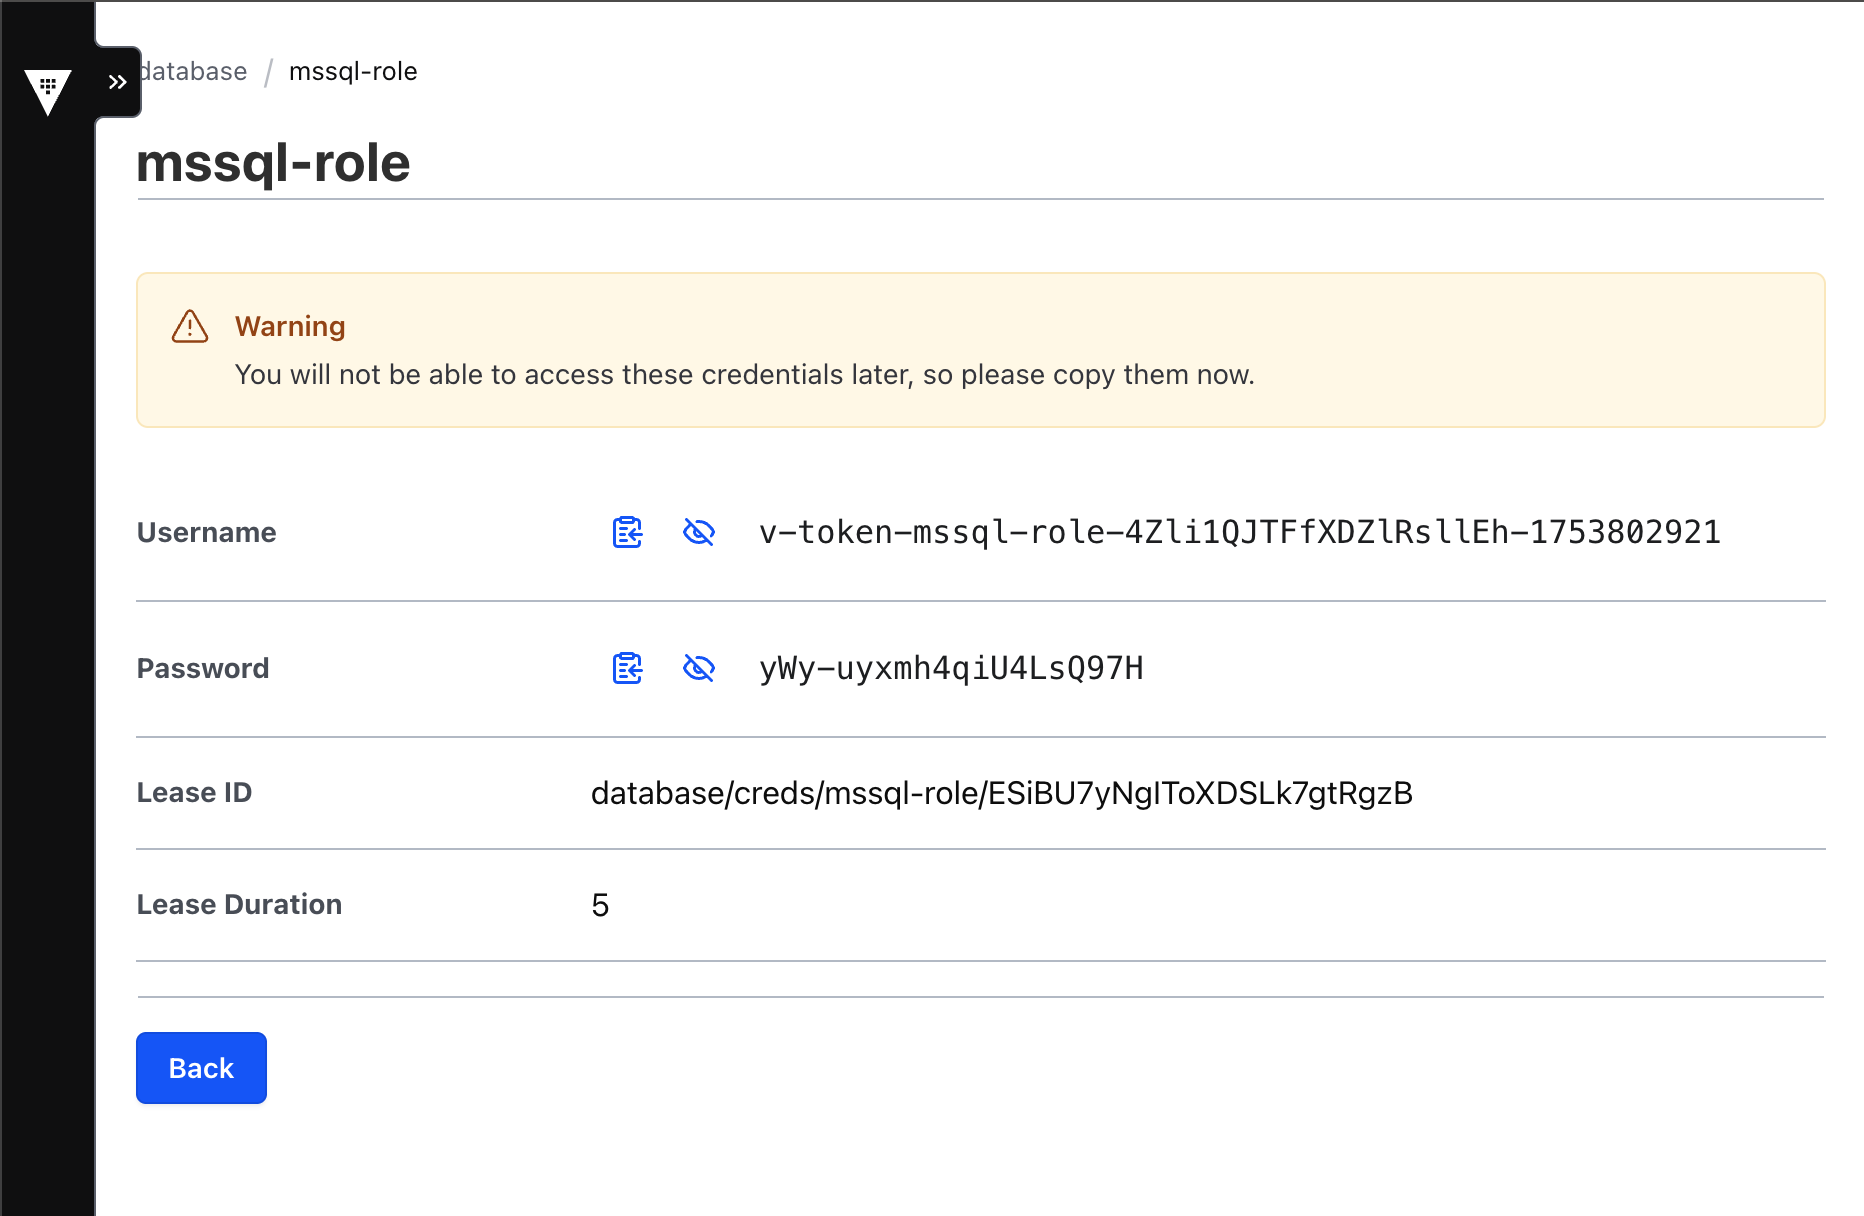 database / mssql-role
mssql-role
Warning
You will not be able to access these credentials later, so please copy them now.
Username v-token-mssql-role-4Zli1QJTFfXDZlRsllEh-1753802921
Password yWy-uyxmh4qiU4LsQ97H
Lease ID database/creds/mssql-role/ESiBU7yNgIToXDSLk7gtRgzB
Lease Duration 5
Back